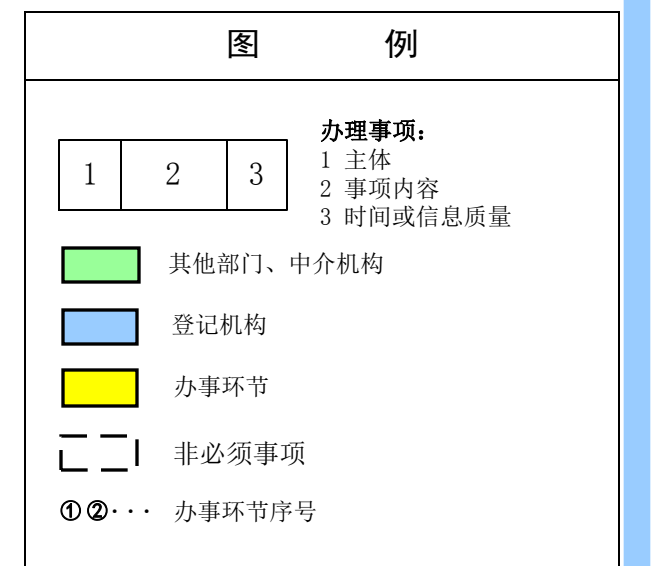 图 例
办理事项：
1 2 3
1 主体
2 事项内容
3 时间或信息质量
其他部门、中介机构
登记机构
办事环节
非必须事项
①②··· 办事环节序号